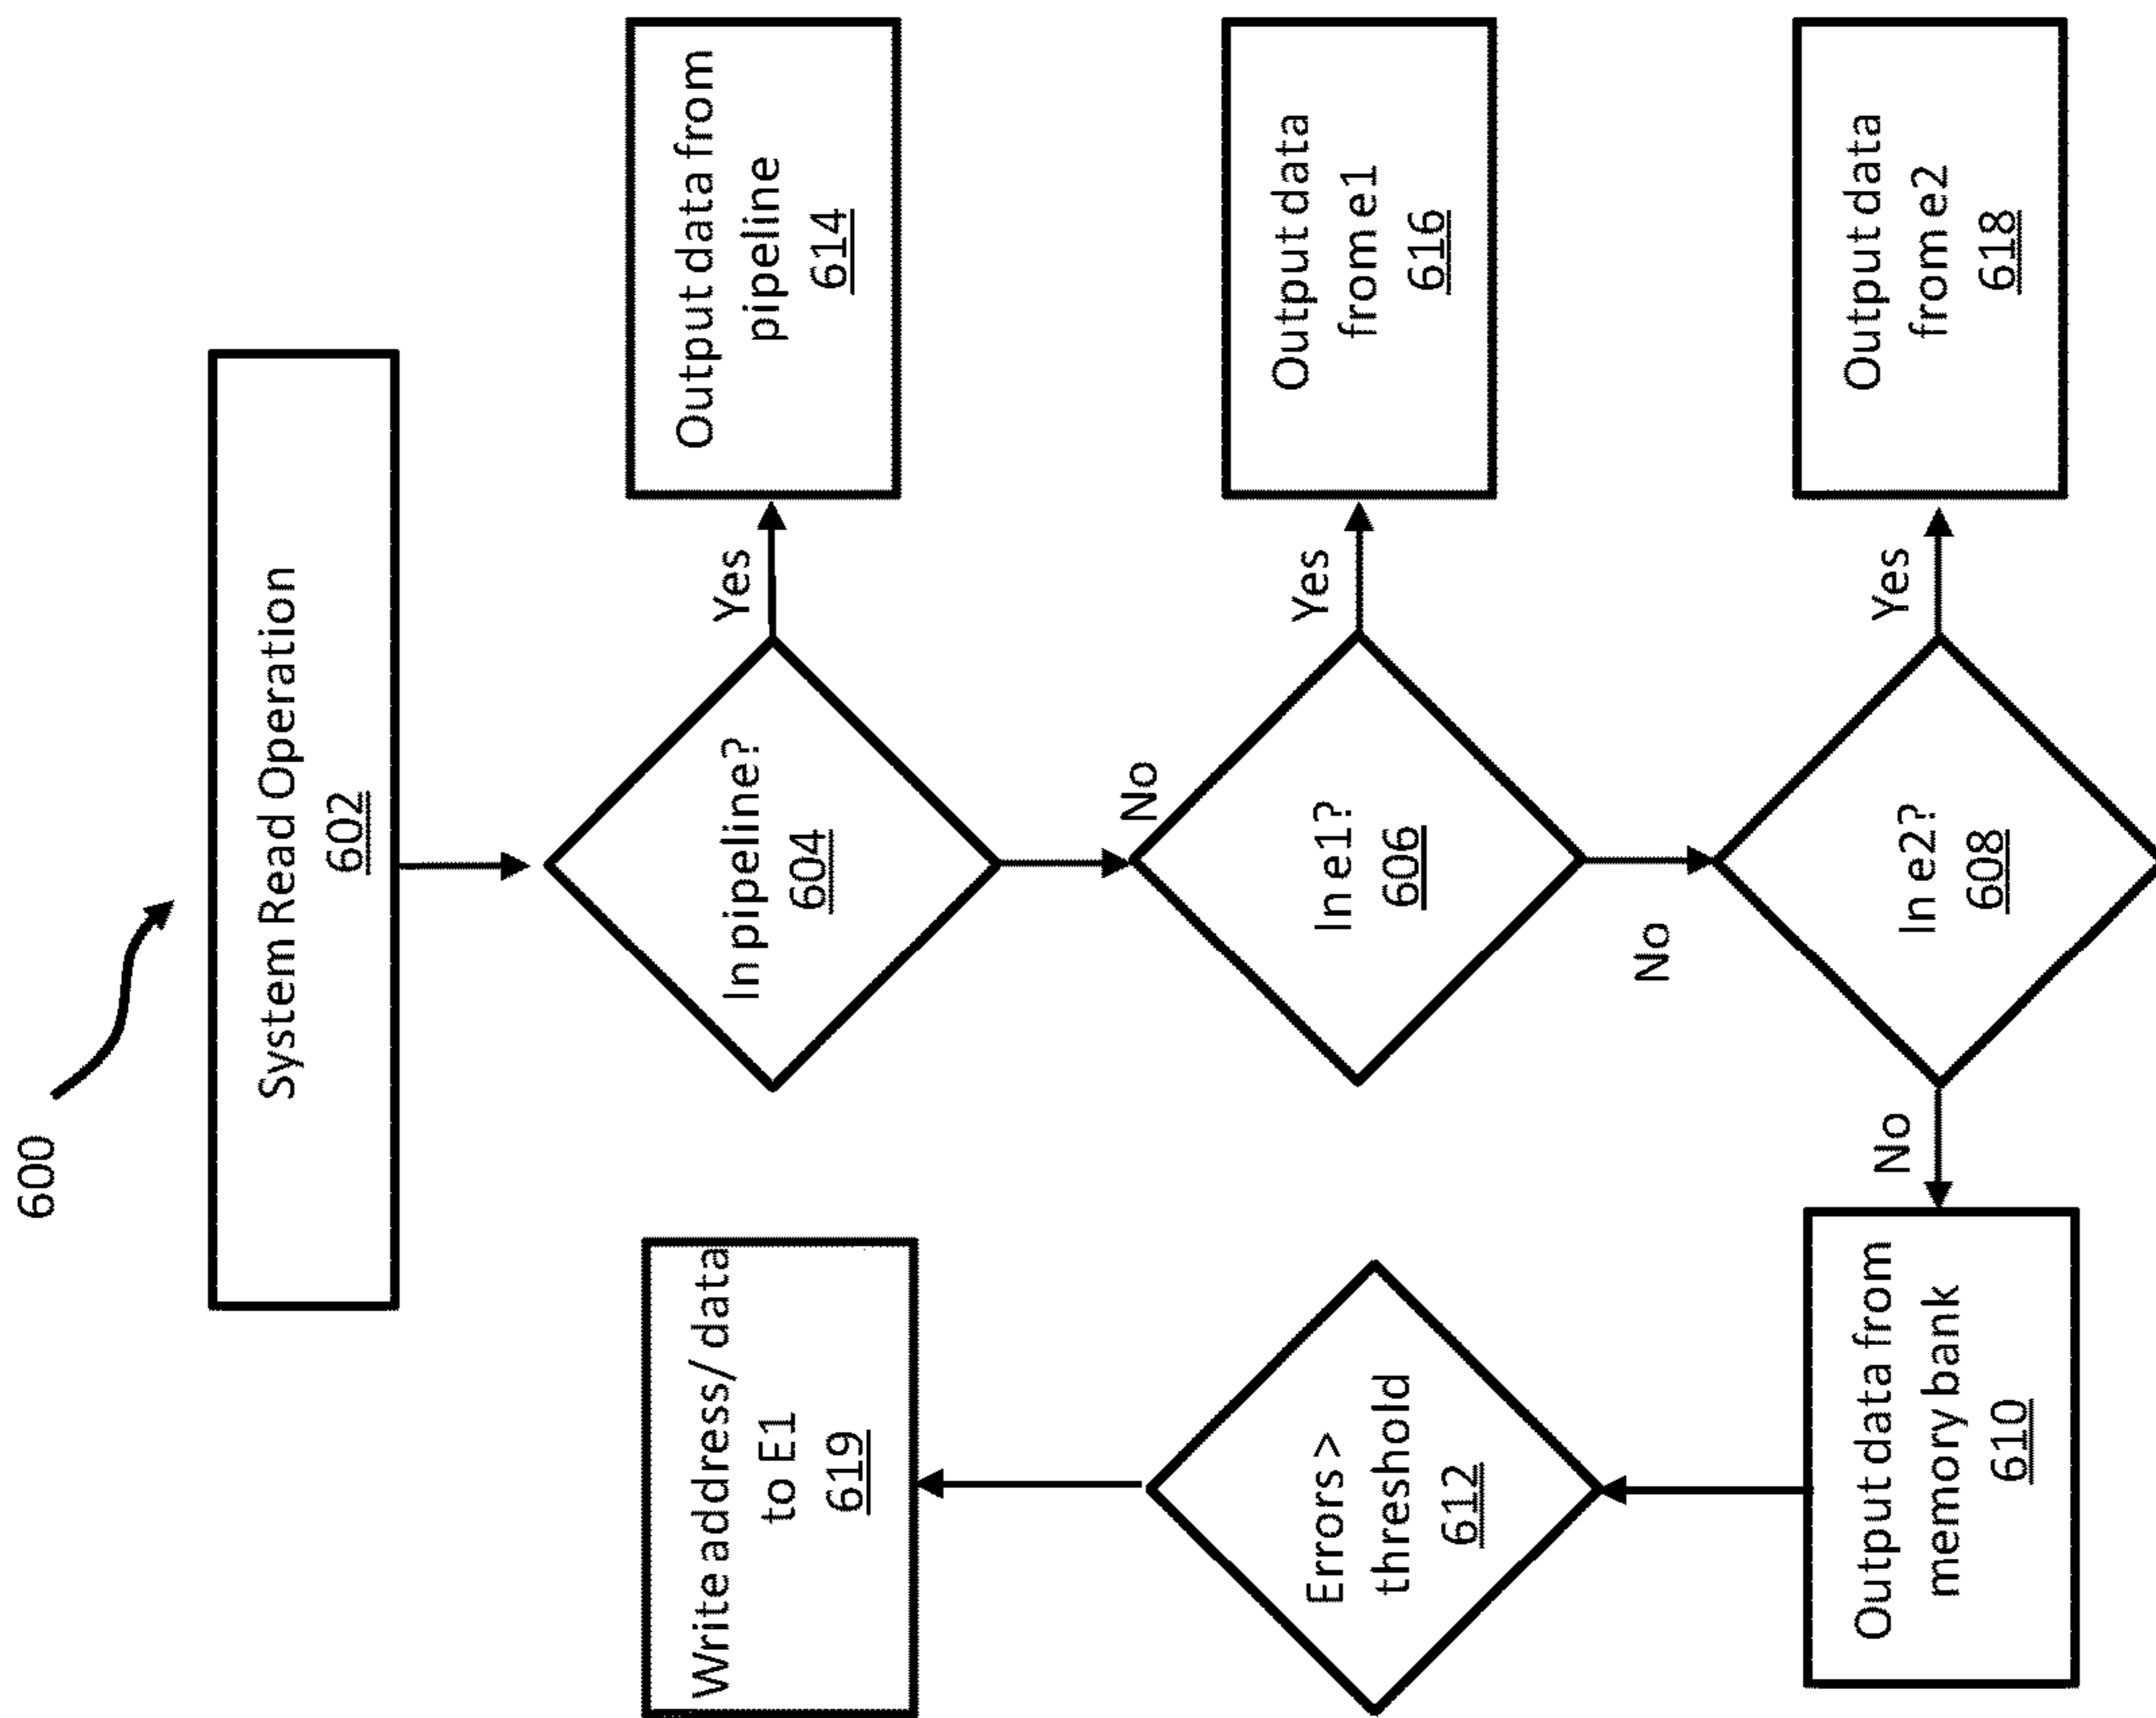 600
System Read Operation
602
In pipeline?
604
Yes
Output data from
pipeline
614
No
In e1?
606
Yes
Output data
from e1
616
No
In e2?
608
Yes
Output data
from e2
618
No
Output data from
memory bank
610
Errors >
threshold
612
Write address/ data
to E1
619